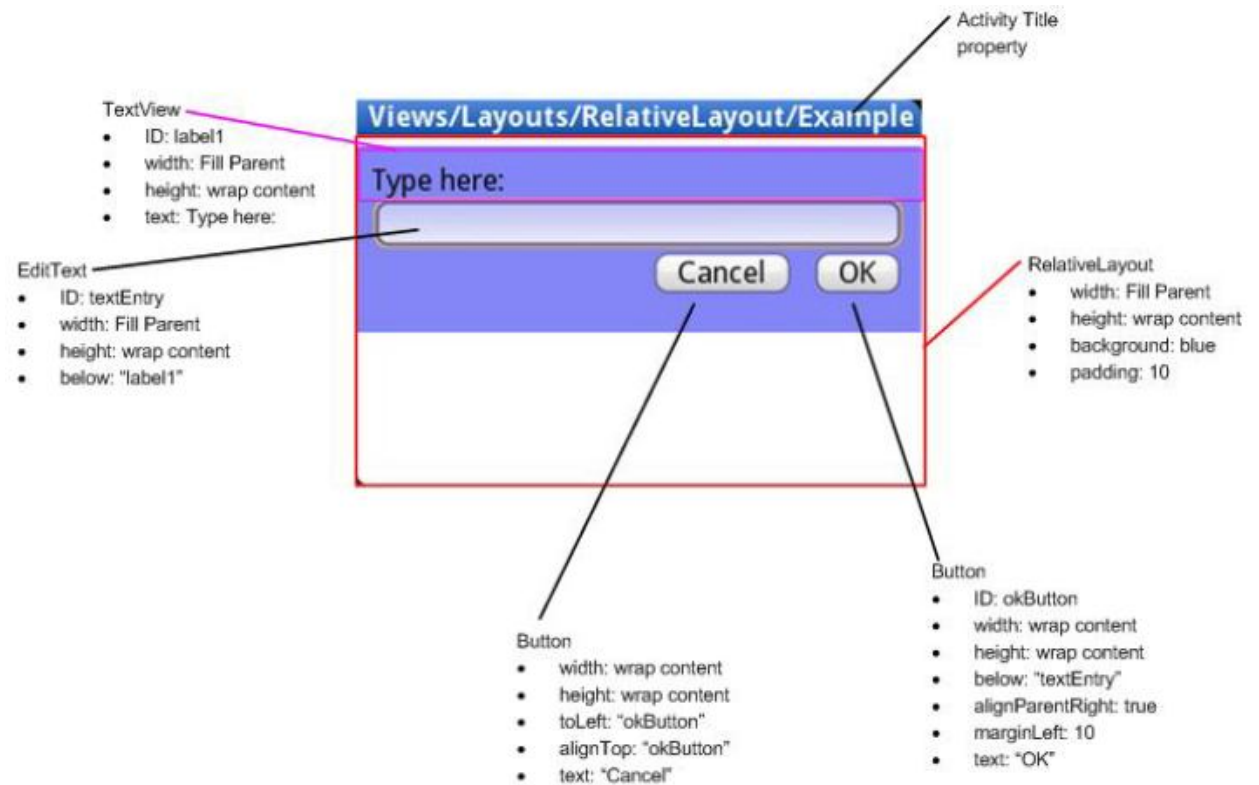 Activity Title
property
TextView
• ID: label1
• width: Fill Parent
• height: wrap content
• text: Type here:
Views/Layouts/RelativeLayout/Example
Type here:
Cancel
OK
EditText
• ID: textEntry
• width: Fill Parent
• height: wrap content
• below: “label1”
RelativeLayout
• width: Fill Parent
• height: wrap content
• background: blue
• padding: 10
Button
• width: wrap content
• height: wrap content
• toLeft: “okButton”
• alignTop: “okButton”
• text: “Cancel”
Button
• ID: okButton
• width: wrap content
• height: wrap content
• below: “textEntry”
• alignParentRight: true
• marginLeft: 10
• text: “OK”